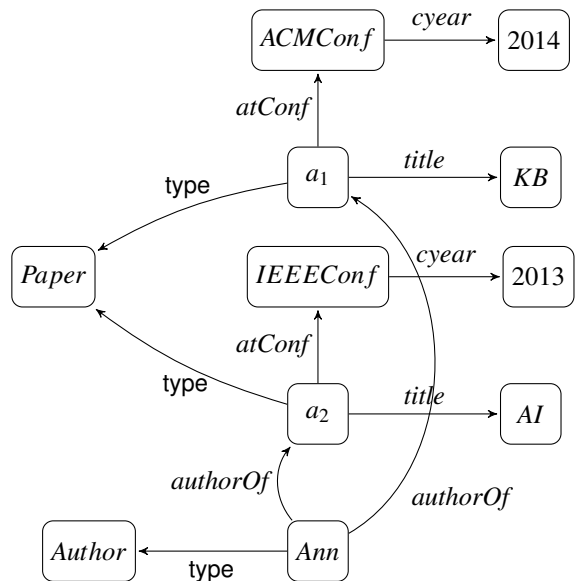 cyear
ACMConf 2014
atConf
title
a1 KB
type
Paper IEEEConf cyear 2013
atConf
type title
a2 AI
authorOf authorOf
Author Ann
type